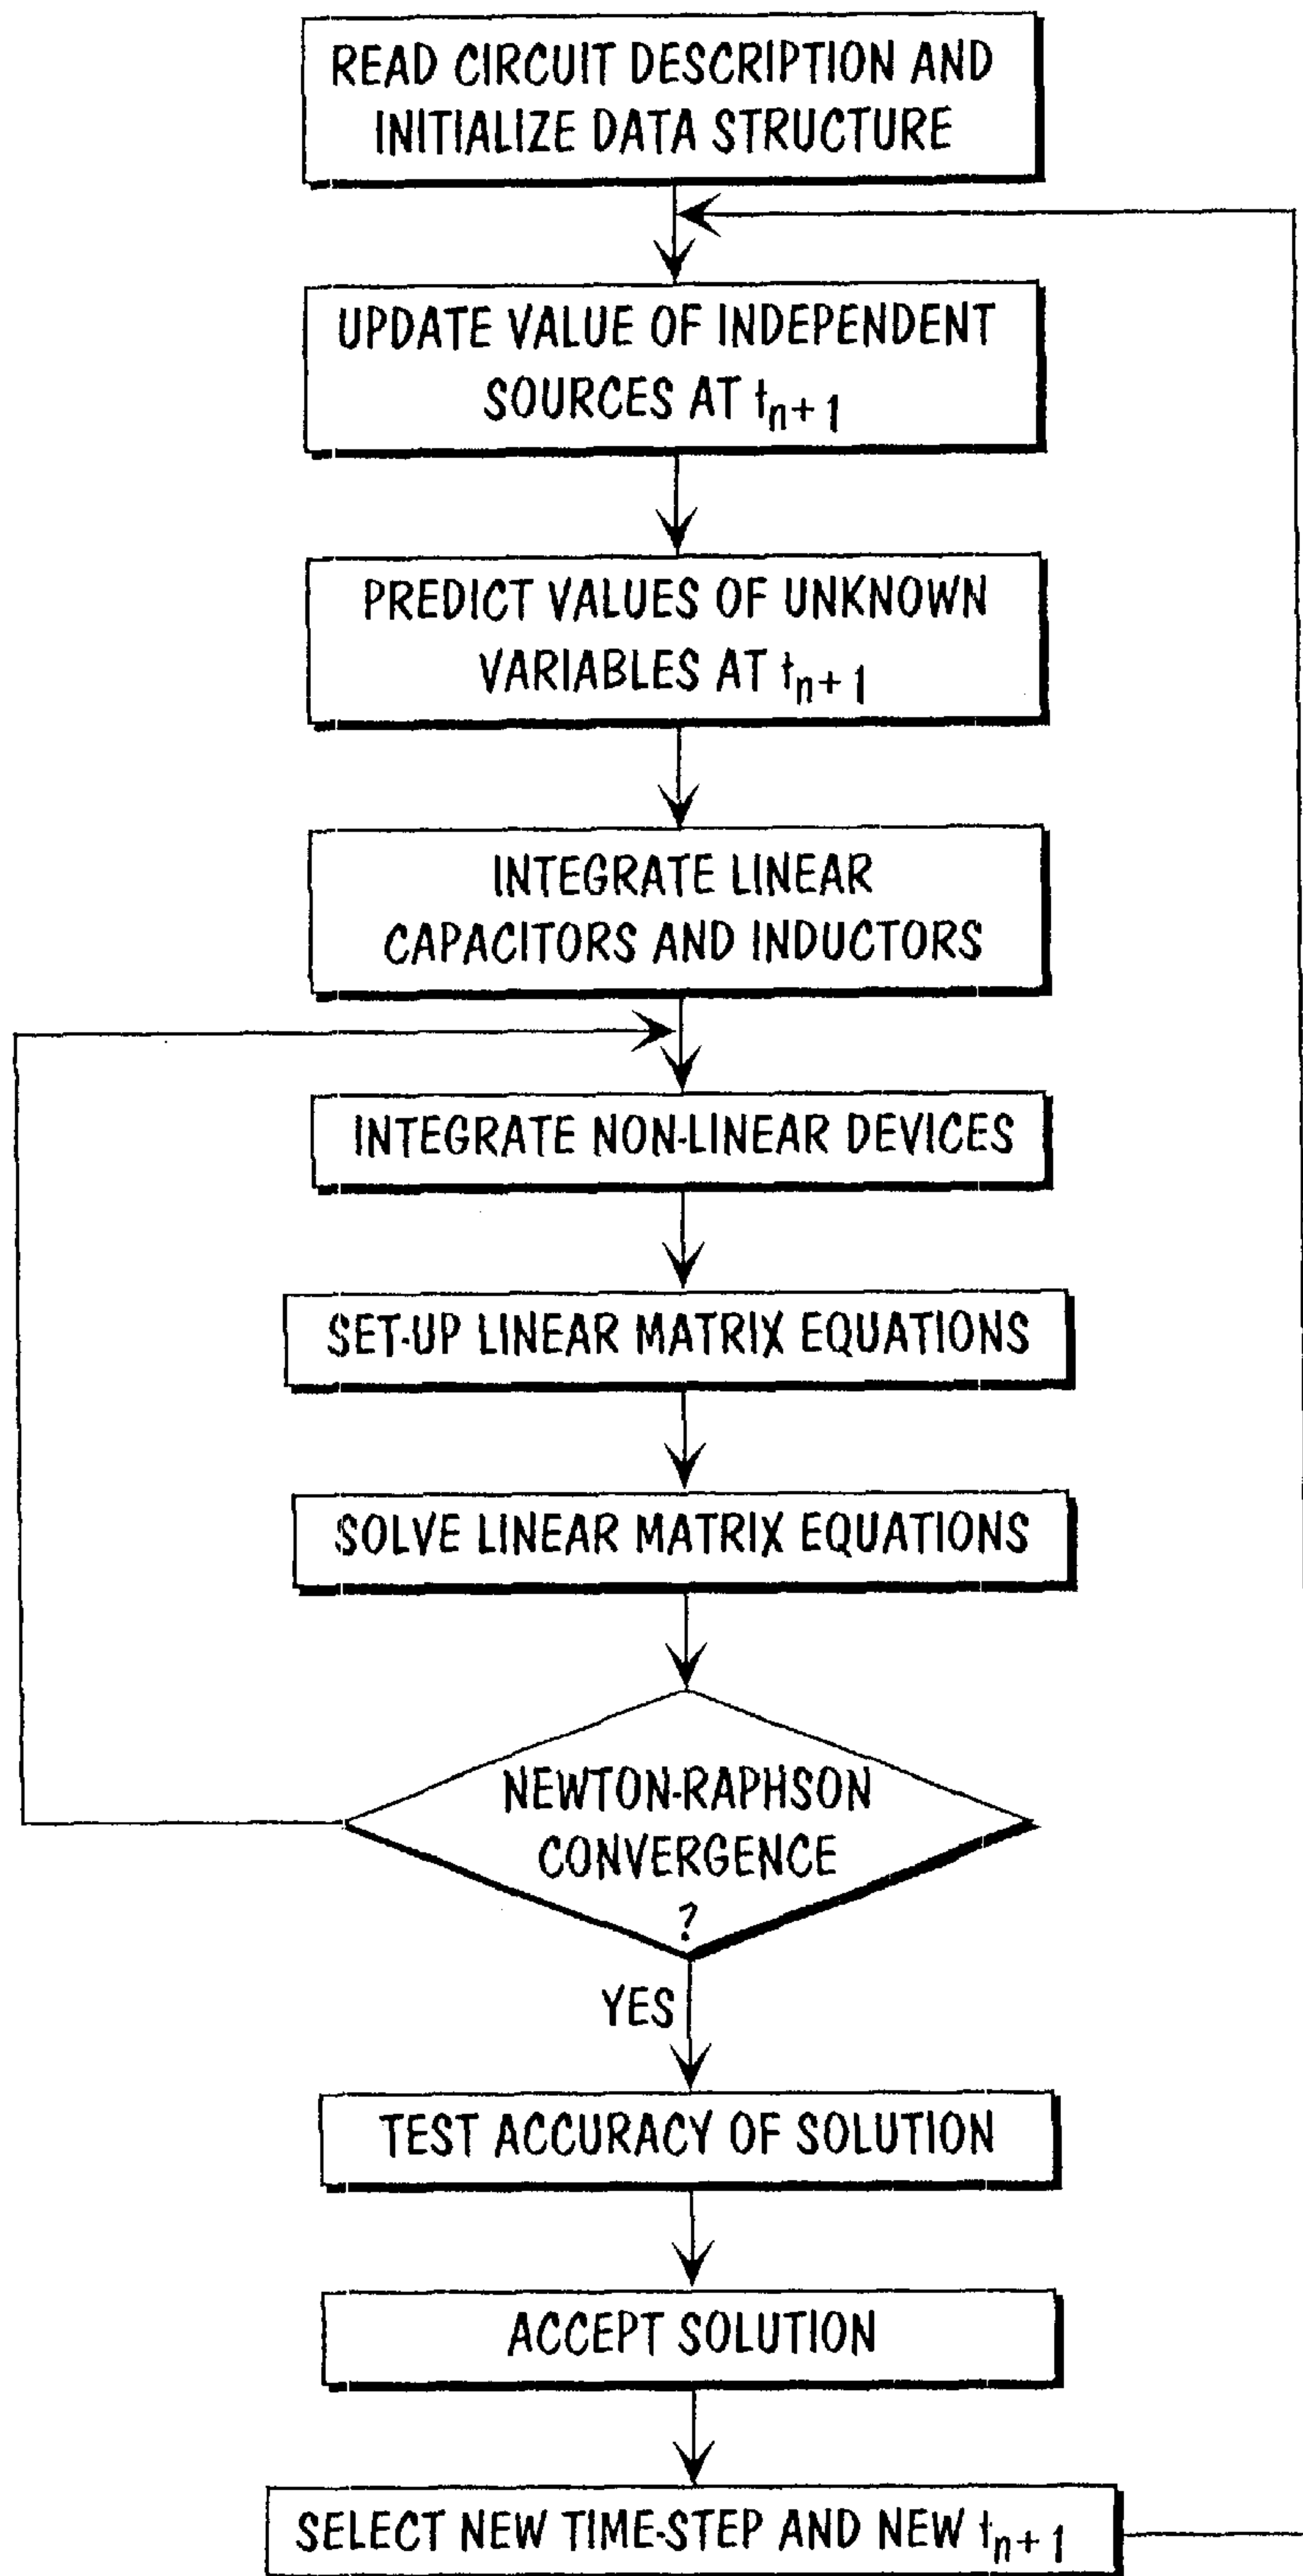 READ CIRCUIT DESCRIPTION AND
INITIALIZE DATA STRUCTURE
UPDATE VALUE OF INDEPENDENT
SOURCES AT tn+1
PREDICT VALUES OF UNKNOWN
VARIABLES AT tn+1
INTEGRATE LINEAR
CAPACITORS AND INDUCTORS
INTEGRATE NON-LINEAR DEVICES
SET-UP LINEAR MATRIX EQUATIONS
SOLVE LINEAR MATRIX EQUATIONS
NEWTON-RAPHSON
CONVERGENCE
?
YES
TEST ACCURACY OF SOLUTION
ACCEPT SOLUTION
SELECT NEW TIME-STEP AND NEW tn+1